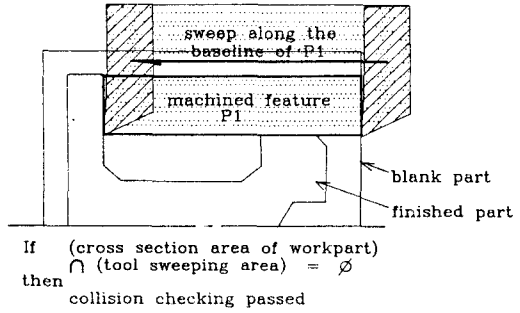 sweep along the
baseline of P1
machined feature
P1
blank part
finished part
If (cross section area of workpart)
∩ (tool sweeping area) = ∅
then
collision checking passed